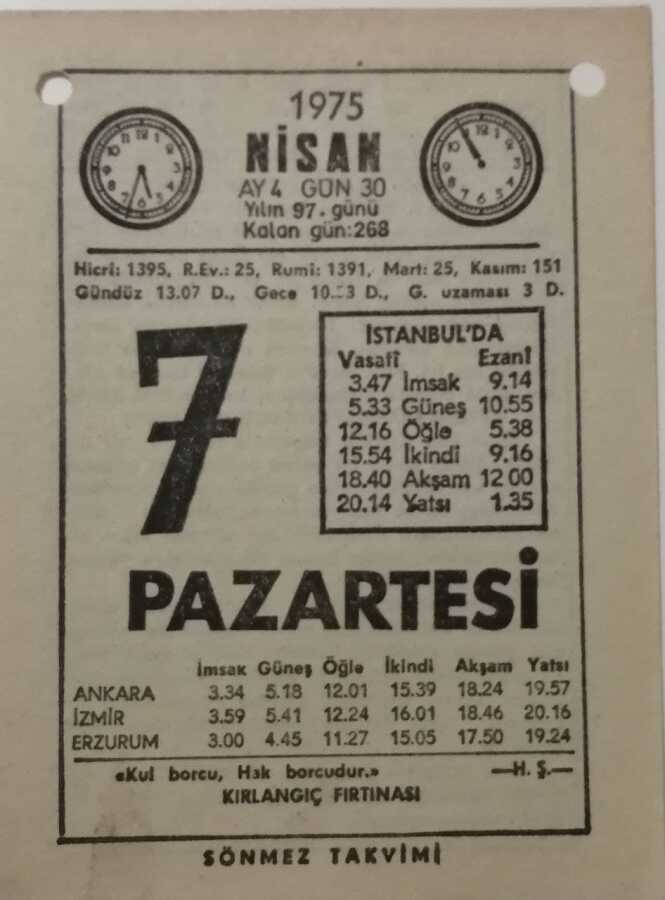 1975
NİSAN
AY 4 GÜN 30
Yılın 97. günü
Kalan gün:268
Hicrî: 1395, R.Ev.: 25, Rumî: 1391, Mart: 25, Kasım: 151
Gündüz 13.07 D., Gece D., G. uzaması 3 D.
7
İSTANBUL'DA
Vasatî Ezanî
3.47 İmsak 9.14
5.33 Güneş 10.55
12.16 Öğle 5.38
15.54 İkindi 9.16
18.40 Akşam 12 00
20.14 Yatsı 1.35
PAZARTESİ
İmsak Güneş Öğle İkindi Akşam Yatsı
ANKARA 3.34 5.18 12.01 15.39 18.24 19.57
İZMİR 3.59 5.41 12.24 16.01 18.46 20.16
ERZURUM 3.00 4.45 11.27 15.05 17.50 19.24
«Kul borcu, Hak borcudur.» —H. Ş.—
KIRLANGIÇ FIRTINASI
SÖNMEZ TAKVİMİ